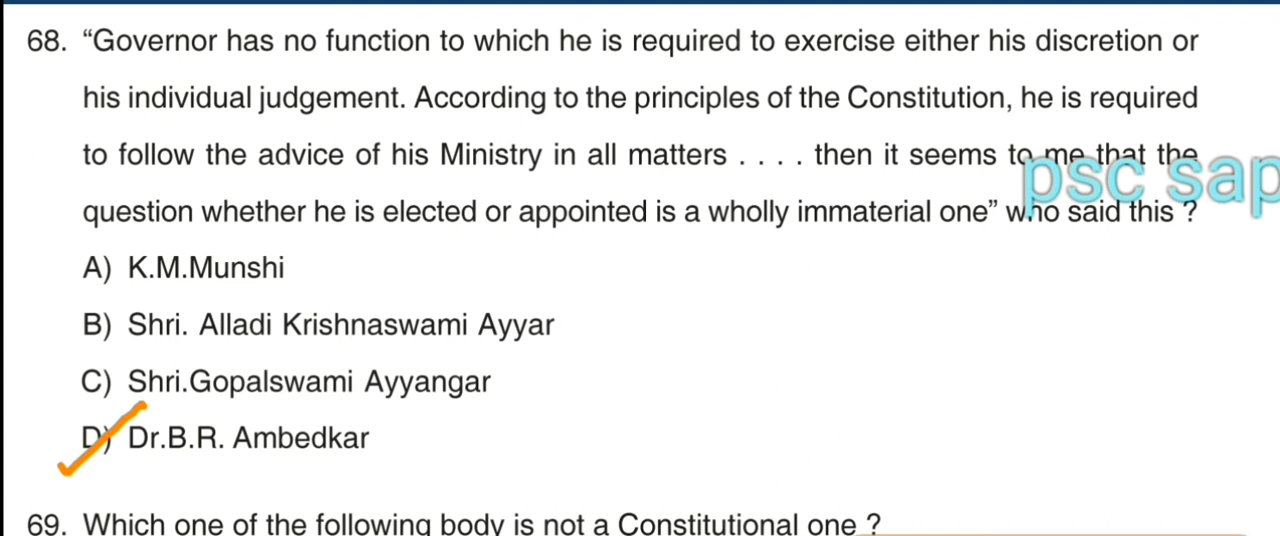 68. “Governor has no function to which he is required to exercise either his discretion or
his individual judgement. According to the principles of the Constitution, he is required
to follow the advice of his Ministry in all matters . . . . then it seems to me that the
psc sap
question whether he is elected or appointed is a wholly immaterial one” who said this ?
A) K.M.Munshi
B) Shri. Alladi Krishnaswami Ayyar
C) Shri.Gopalswami Ayyangar
D) Dr.B.R. Ambedkar
69. Which one of the following body is not a Constitutional one ?